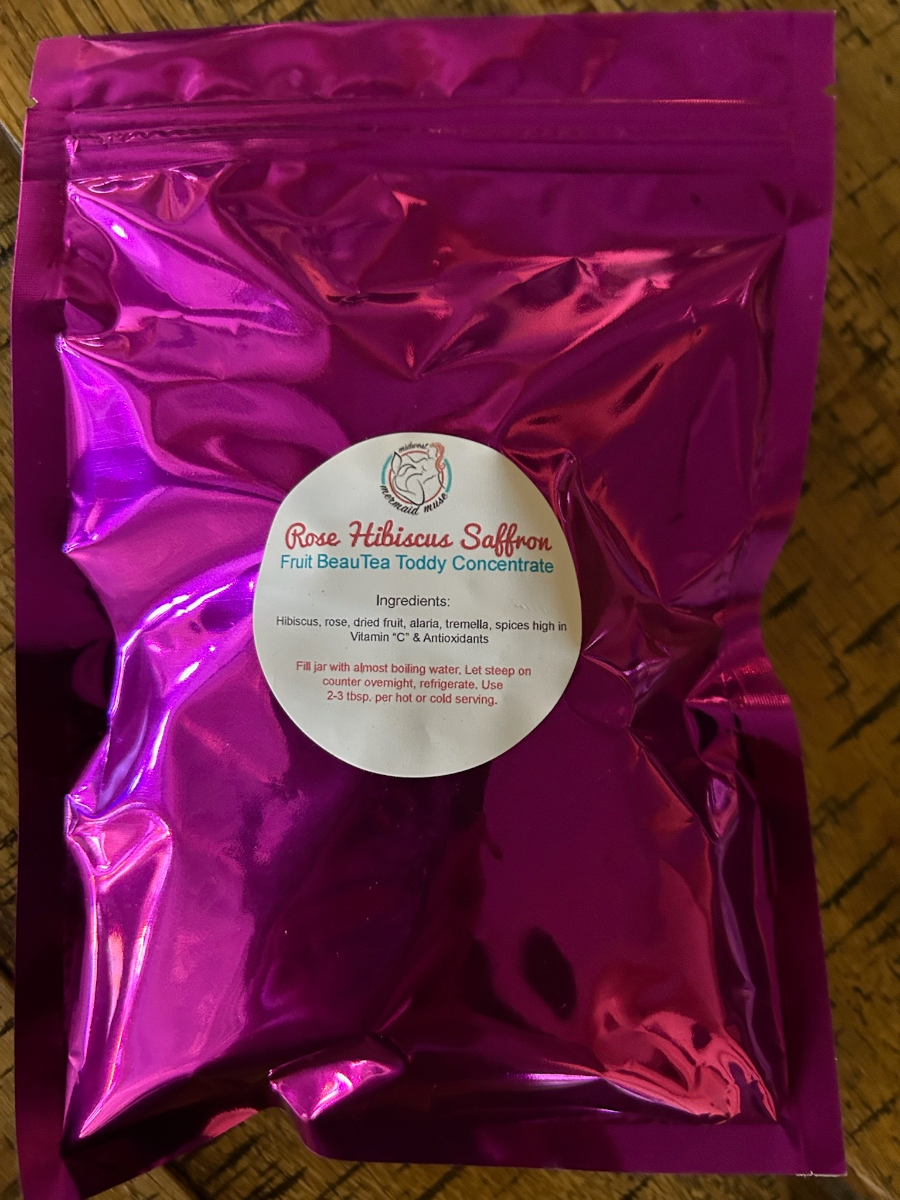 midwest
mermaid muse
Rose Hibiscus Saffron
Fruit BeauTea Toddy Concentrate
Ingredients:
Hibiscus, rose, dried fruit, alaria, tremella, spices high in
Vitamin "C" & Antioxidants
Fill jar with almost boiling water, Let steep on
counter overnight, refrigerate, Use
2-3 tbsp. per hot or cold serving.